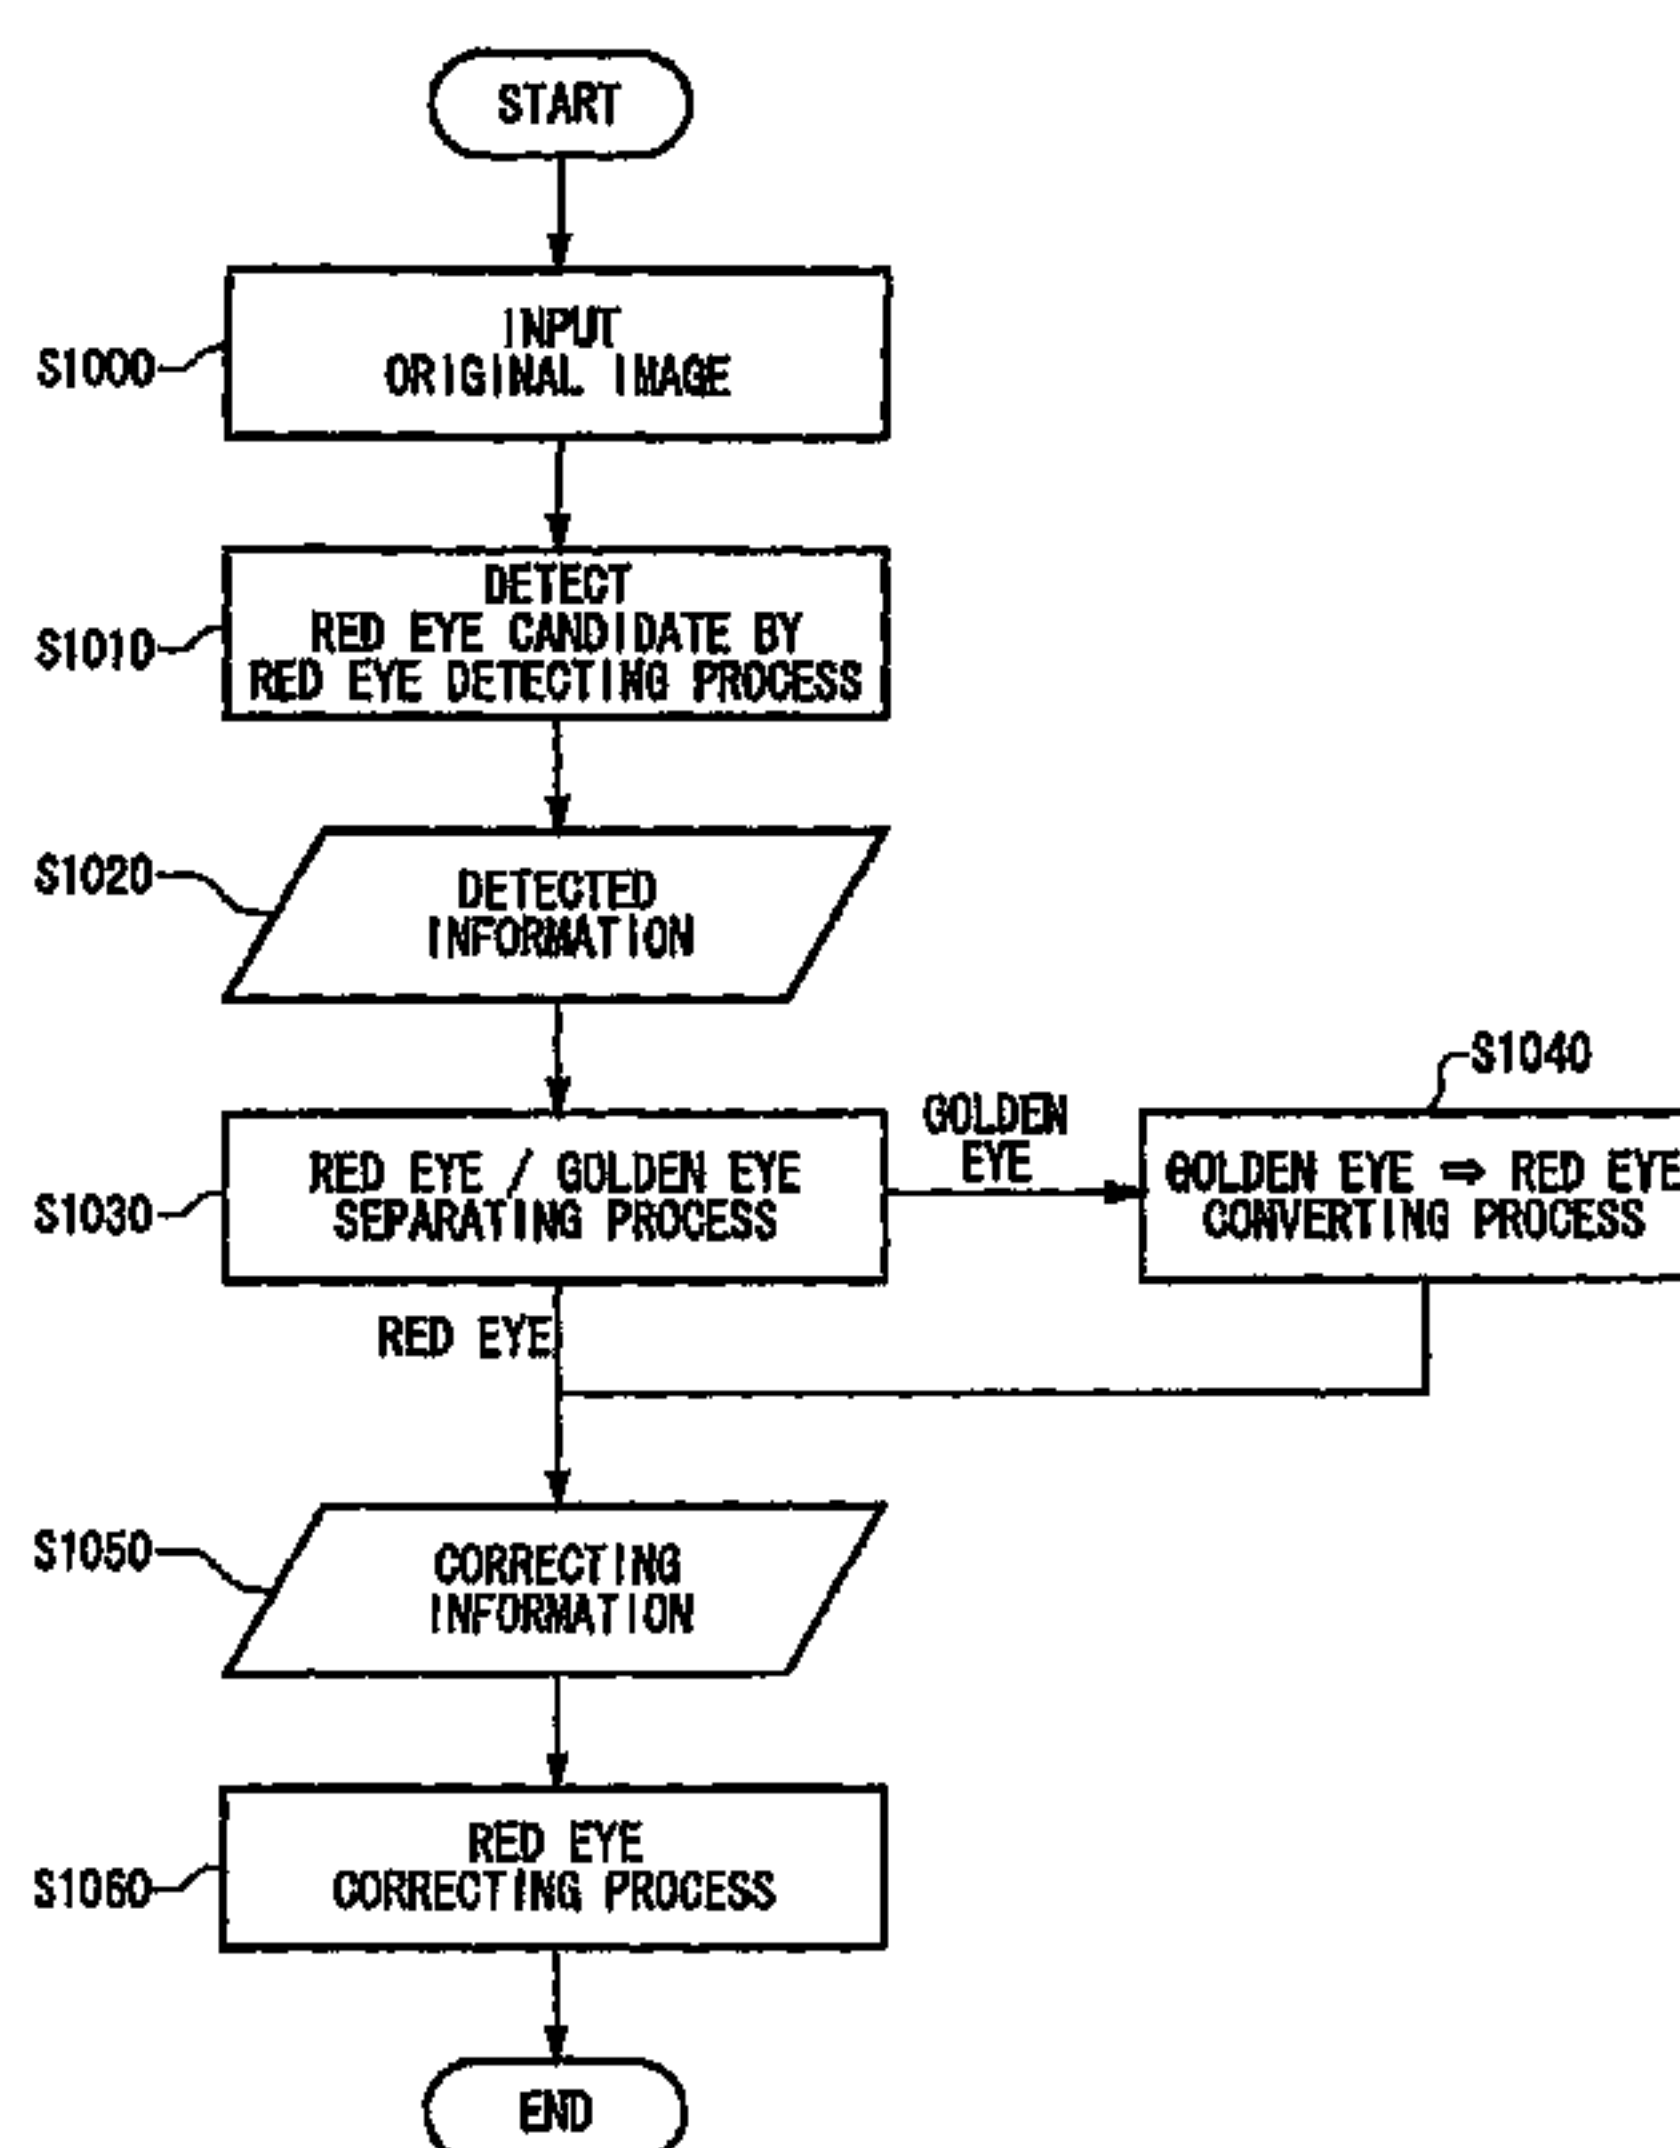 START
INPUT
ORIGINAL IMAGE
S1000
DETECT
RED EYE CANDIDATE BY
RED EYE DETECTING PROCESS
S1010
S1020
DETECTED
INFORMATION
S1040
GOLDEN
EYE
RED EYE / GOLDEN EYE
SEPARATING PROCESS
S1030
GOLDEN EYE ⇒ RED EYE
CONVERTING PROCESS
RED EYE
S1050
CORRECTING
INFORMATION
RED EYE
CORRECTING PROCESS
S1060
END